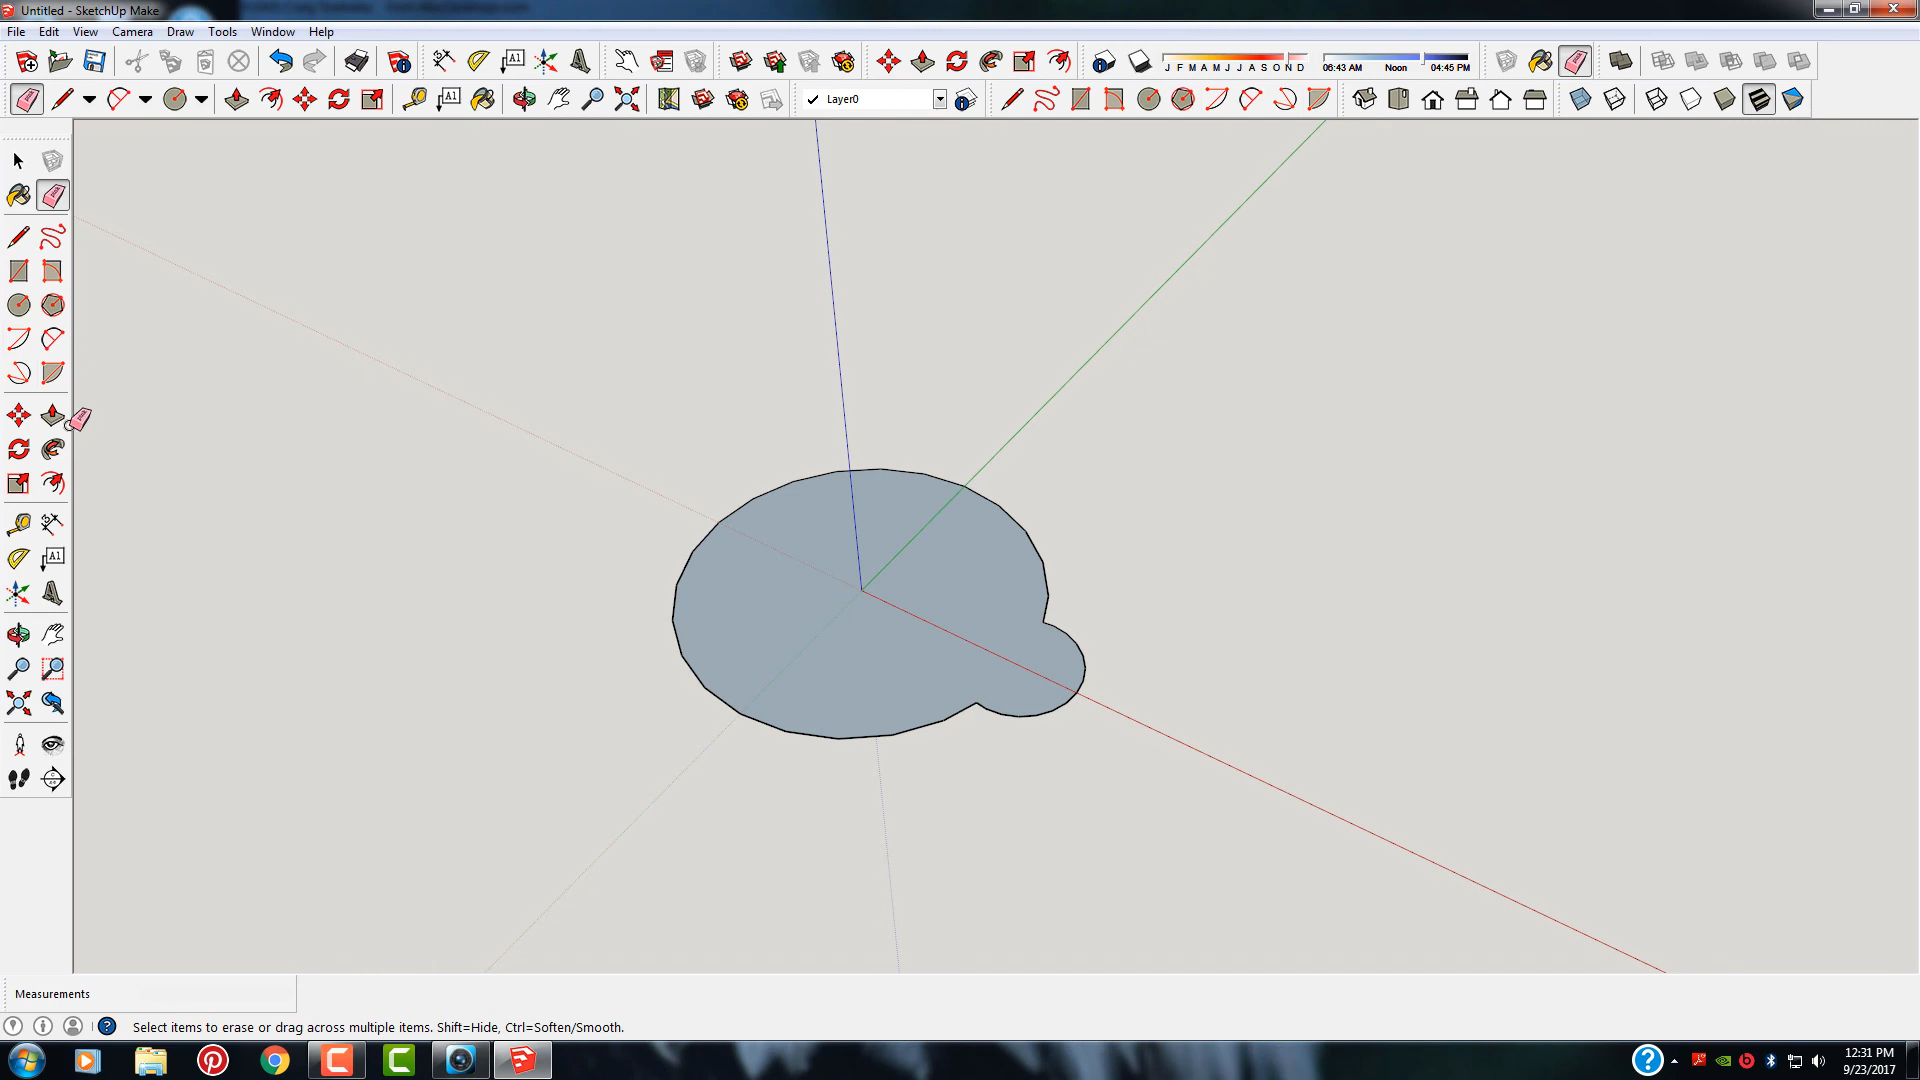 Untitled - SketchUp Make
File Edit View Camera Draw Tools Window Help
J F M A M J J A S O N D
06:43 AM Noon 04:45 PM
Layer0
A1
Measurements
Select items to erase or drag across multiple items. Shift=Hide, Ctrl=Soften/Smooth.
12:31 PM
9/23/2017